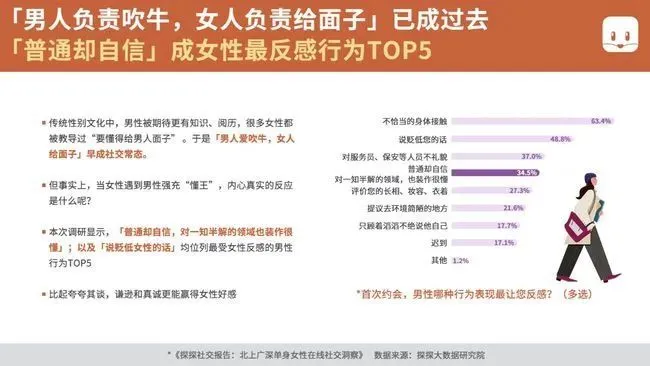 「男人负责吹牛，女人负责给面子」已成过去
「普通却自信」成女性最反感行为TOP5
▪ 传统性别文化中，男性被期待更有知识、阅历，很多女性都
被教导过“要懂得给男人面子” 。于是「男人爱吹牛，女人
给面子」早成社交常态。
▪ 但事实上，当女性遇到男性强充“懂王”，内心真实的反应
是什么呢？
▪ 本次调研显示，「普通却自信，对一知半解的领域也装作很
懂」；以及「说贬低女性的话」均位列最受女性反感的男性
行为TOP5
▪ 比起夸夸其谈，谦逊和真诚更能赢得女性好感
不恰当的身体接触 63.4%
说贬低您的话 48.8%
对服务员、保安等人员不礼貌 37.0%
普通却自信
对一知半解的领域，也装作很懂 34.5%
评价您的长相、妆容、衣着 27.3%
提议去环境简陋的地方 21.6%
只顾着滔滔不绝说他自己 17.7%
迟到 17.1%
其他 1.2%
*首次约会，男性哪种行为表现最让您反感？（多选）
*《探探社交报告：北上广深单身女性在线社交洞察》 数据来源：探探大数据研究院